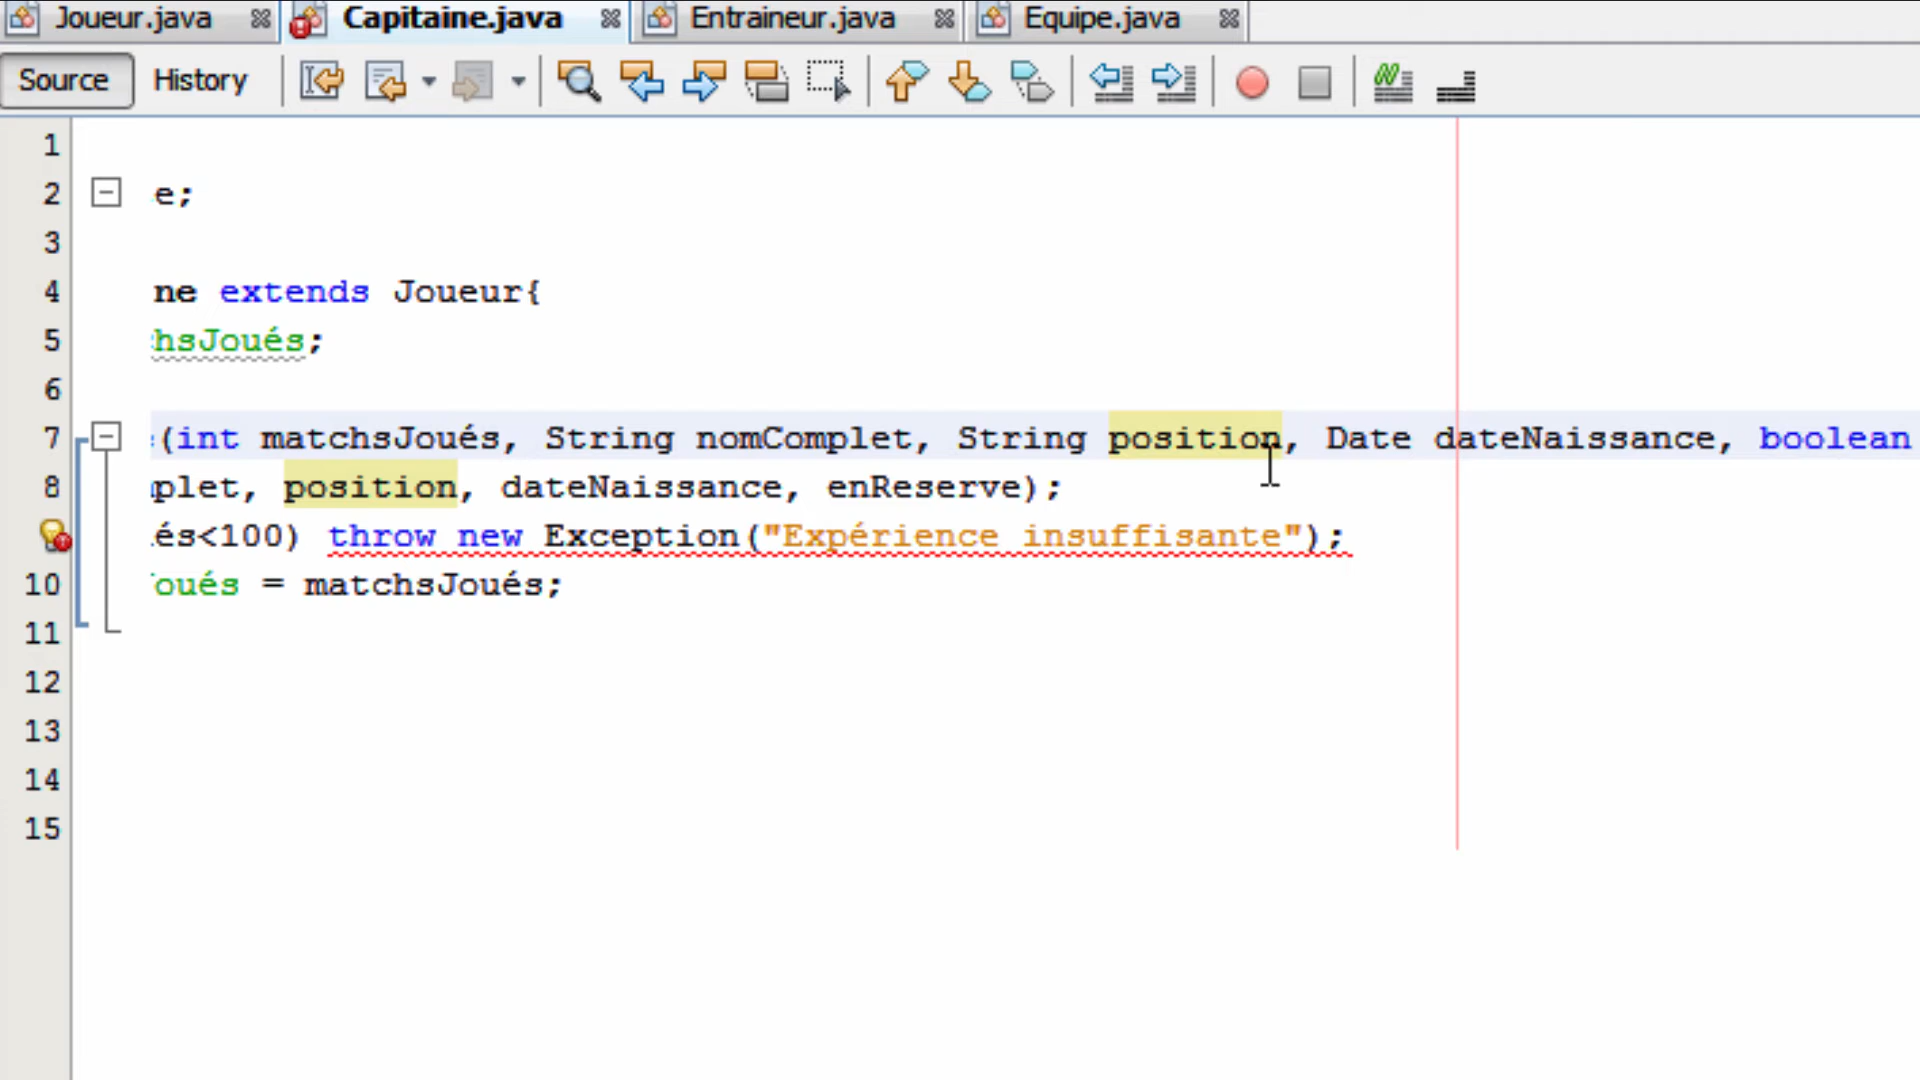 Joueur.java Capitaine.java Entraineur.java Equipe.java
Source History
1
2 e;
3
4 ne extends Joueur{
5 hsJoués;
6
7 (int matchsJoués, String nomComplet, String position, Date dateNaissance, boolean
8 plet, position, dateNaissance, enReserve);
és<100) throw new Exception("Expérience insuffisante");
10 oués = matchsJoués;
11
12
13
14
15